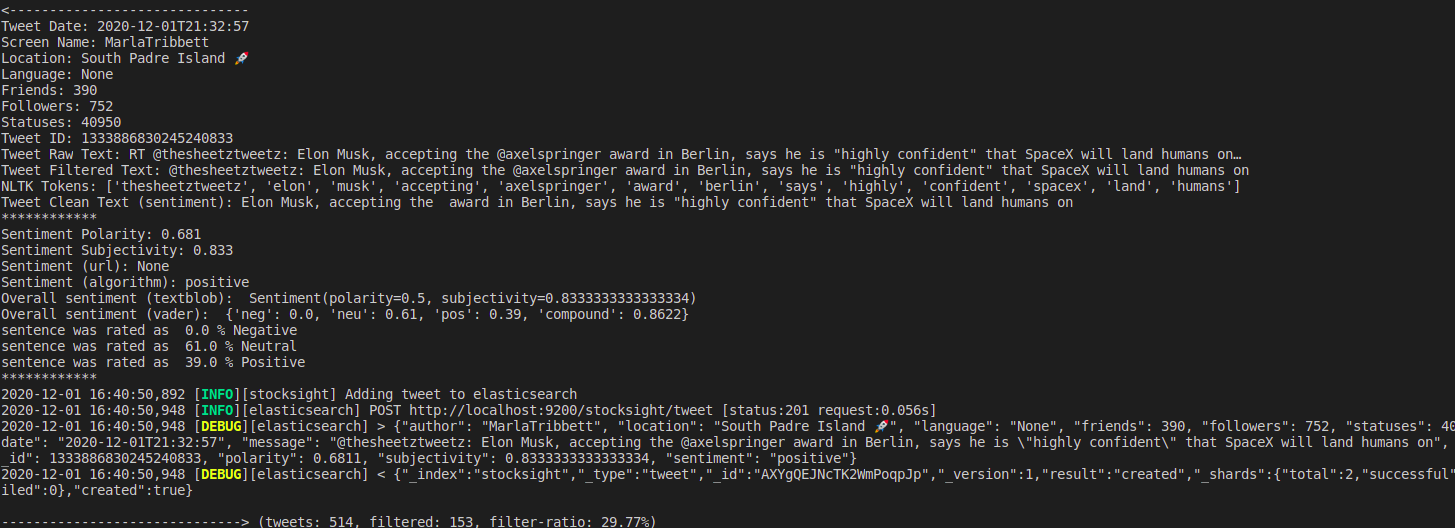 <------------------------------
Tweet Date: 2020-12-01T21:32:57
Screen Name: MarlaTribbett
Location: South Padre Island 🚀
Language: None
Friends: 390
Followers: 752
Statuses: 40950
Tweet ID: 1333886830245240833
Tweet Raw Text: RT @thesheetztweetz: Elon Musk, accepting the @axelspringer award in Berlin, says he is "highly confident" that SpaceX will land humans on…
Tweet Filtered Text: @thesheetztweetz: Elon Musk, accepting the @axelspringer award in Berlin, says he is "highly confident" that SpaceX will land humans on
NLTK Tokens: ['thesheetztweetz', 'elon', 'musk', 'accepting', 'axelspringer', 'award', 'berlin', 'says', 'highly', 'confident', 'spacex', 'land', 'humans']
Tweet Clean Text (sentiment): Elon Musk, accepting the  award in Berlin, says he is "highly confident" that SpaceX will land humans on
************
Sentiment Polarity: 0.681
Sentiment Subjectivity: 0.833
Sentiment (url): None
Sentiment (algorithm): positive
Overall sentiment (textblob):  Sentiment(polarity=0.5, subjectivity=0.8333333333333334)
Overall sentiment (vader):  {'neg': 0.0, 'neu': 0.61, 'pos': 0.39, 'compound': 0.8622}
sentence was rated as  0.0 % Negative
sentence was rated as  61.0 % Neutral
sentence was rated as  39.0 % Positive
************
2020-12-01 16:40:50,892 [INFO][stocksight] Adding tweet to elasticsearch
2020-12-01 16:40:50,948 [INFO][elasticsearch] POST http://localhost:9200/stocksight/tweet [status:201 request:0.056s]
2020-12-01 16:40:50,948 [DEBUG][elasticsearch] > {"author": "MarlaTribbett", "location": "South Padre Island 🚀", "language": "None", "friends": 390, "followers": 752, "statuses": 40
date": "2020-12-01T21:32:57", "message": "@thesheetztweetz: Elon Musk, accepting the @axelspringer award in Berlin, says he is \"highly confident\" that SpaceX will land humans on",
_id": 1333886830245240833, "polarity": 0.6811, "subjectivity": 0.8333333333333334, "sentiment": "positive"}
2020-12-01 16:40:50,948 [DEBUG][elasticsearch] < {"_index":"stocksight","_type":"tweet","_id":"AXYgQEJNcTK2WmPoqpJp","_version":1,"result":"created","_shards":{"total":2,"successful"
iled":0},"created":true}
------------------------------> (tweets: 514, filtered: 153, filter-ratio: 29.77%)